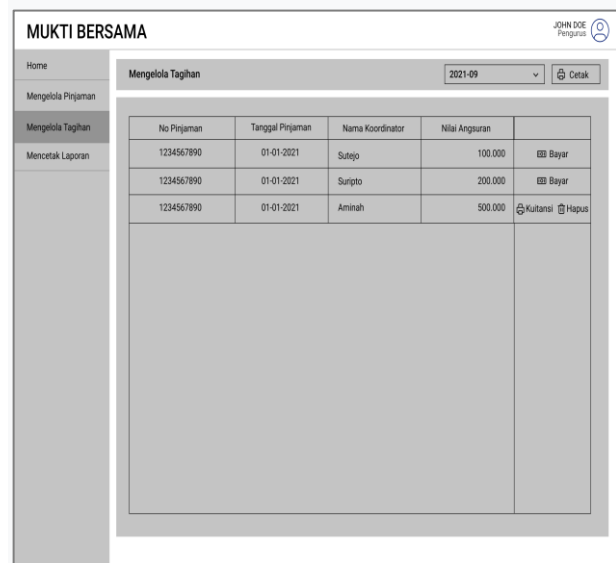 MUKTI BERSAMA
JOHN DOE
Pengurus
Home
Mengelola Pinjaman
Mengelola Tagihan
Mencetak Laporan
Mengelola Tagihan 2021-09 Cetak
No Pinjaman Tanggal Pinjaman Nama Koordinator Nilai Angsuran
1234567890 01-01-2021 Sutejo 100.000 Bayar
1234567890 01-01-2021 Suripto 200.000 Bayar
1234567890 01-01-2021 Aminah 500.000 Kuitansi Hapus